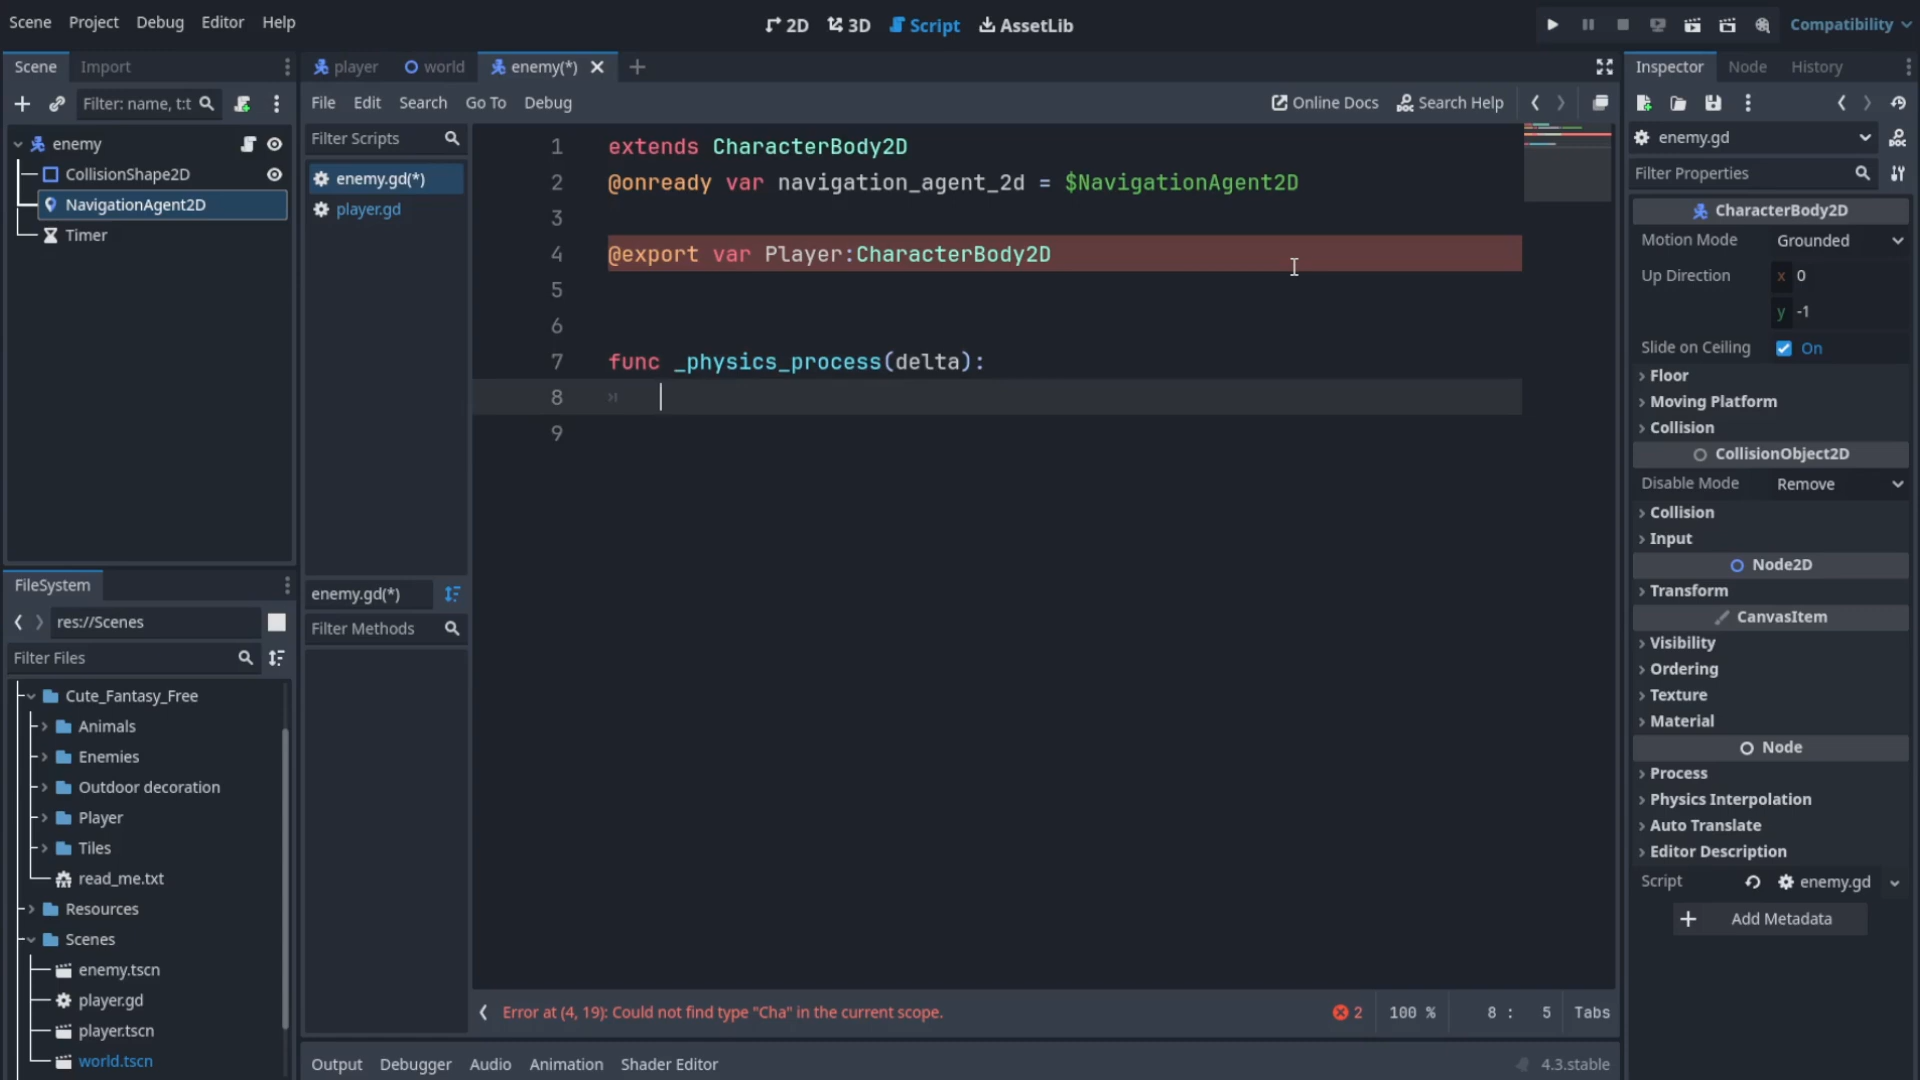 Scene Project Debug Editor Help
2D 3D Script AssetLib
Compatibility
Scene Import
player world enemy(*)
Inspector Node History
Filter: name, t:t
File Edit Search Go To Debug
Online Docs Search Help
enemy
CollisionShape2D
NavigationAgent2D
Timer
Filter Scripts
enemy.gd(*)
player.gd
enemy.gd(*)
Filter Methods
1 extends CharacterBody2D
2 @onready var navigation_agent_2d = $NavigationAgent2D
3
4 @export var Player:CharacterBody2D
5
6
7 func _physics_process(delta):
8
9
Error at (4, 19): Could not find type "Cha" in the current scope.
2 100 % 8 : 5 Tabs
Output Debugger Audio Animation Shader Editor
4.3.stable
FileSystem
res://Scenes
Filter Files
Cute_Fantasy_Free
Animals
Enemies
Outdoor decoration
Player
Tiles
read_me.txt
Resources
Scenes
enemy.tscn
player.gd
player.tscn
world.tscn
enemy.gd
Filter Properties
CharacterBody2D
Motion Mode Grounded
Up Direction x 0
y -1
Slide on Ceiling On
Floor
Moving Platform
Collision
CollisionObject2D
Disable Mode Remove
Collision
Input
Node2D
Transform
CanvasItem
Visibility
Ordering
Texture
Material
Node
Process
Physics Interpolation
Auto Translate
Editor Description
Script enemy.gd
Add Metadata